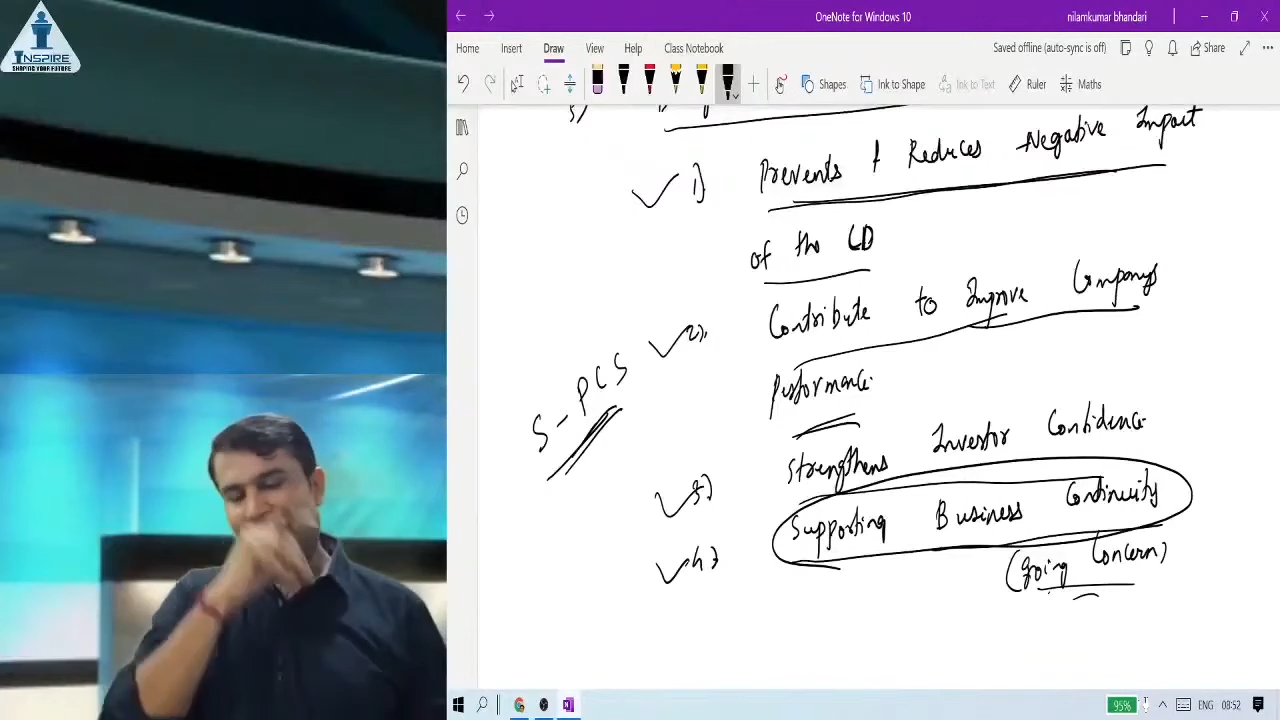 INSPIRE
SHAPING YOUR FUTURE
OneNote for Windows 10
nilamkumar bhandari
Home Insert Draw View Help Class Notebook
Saved offline (auto-sync is off)
Share
Shapes Ink to Shape Ink to Text Ruler Maths
1) Prevents & Reduces Negative Impact
of the CD
2) Contribute to Improve Companys
Performance.
S-PCS
3) Strengthens Investor Confidence.
4) Supporting Business Continuity
(going Concern)
95%
ENG
08:52